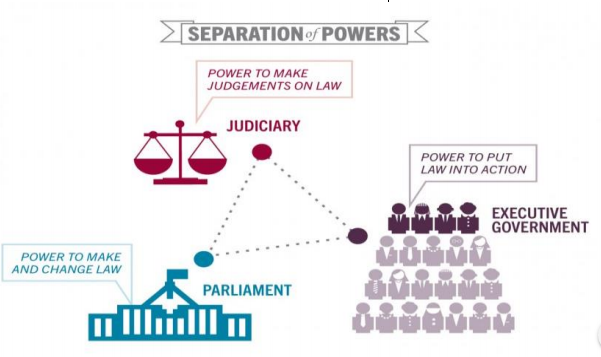 SEPARATION of POWERS
POWER TO MAKE
JUDGEMENTS ON LAW
JUDICIARY
POWER TO PUT
LAW INTO ACTION
EXECUTIVE
GOVERNMENT
POWER TO MAKE
AND CHANGE LAW
PARLIAMENT